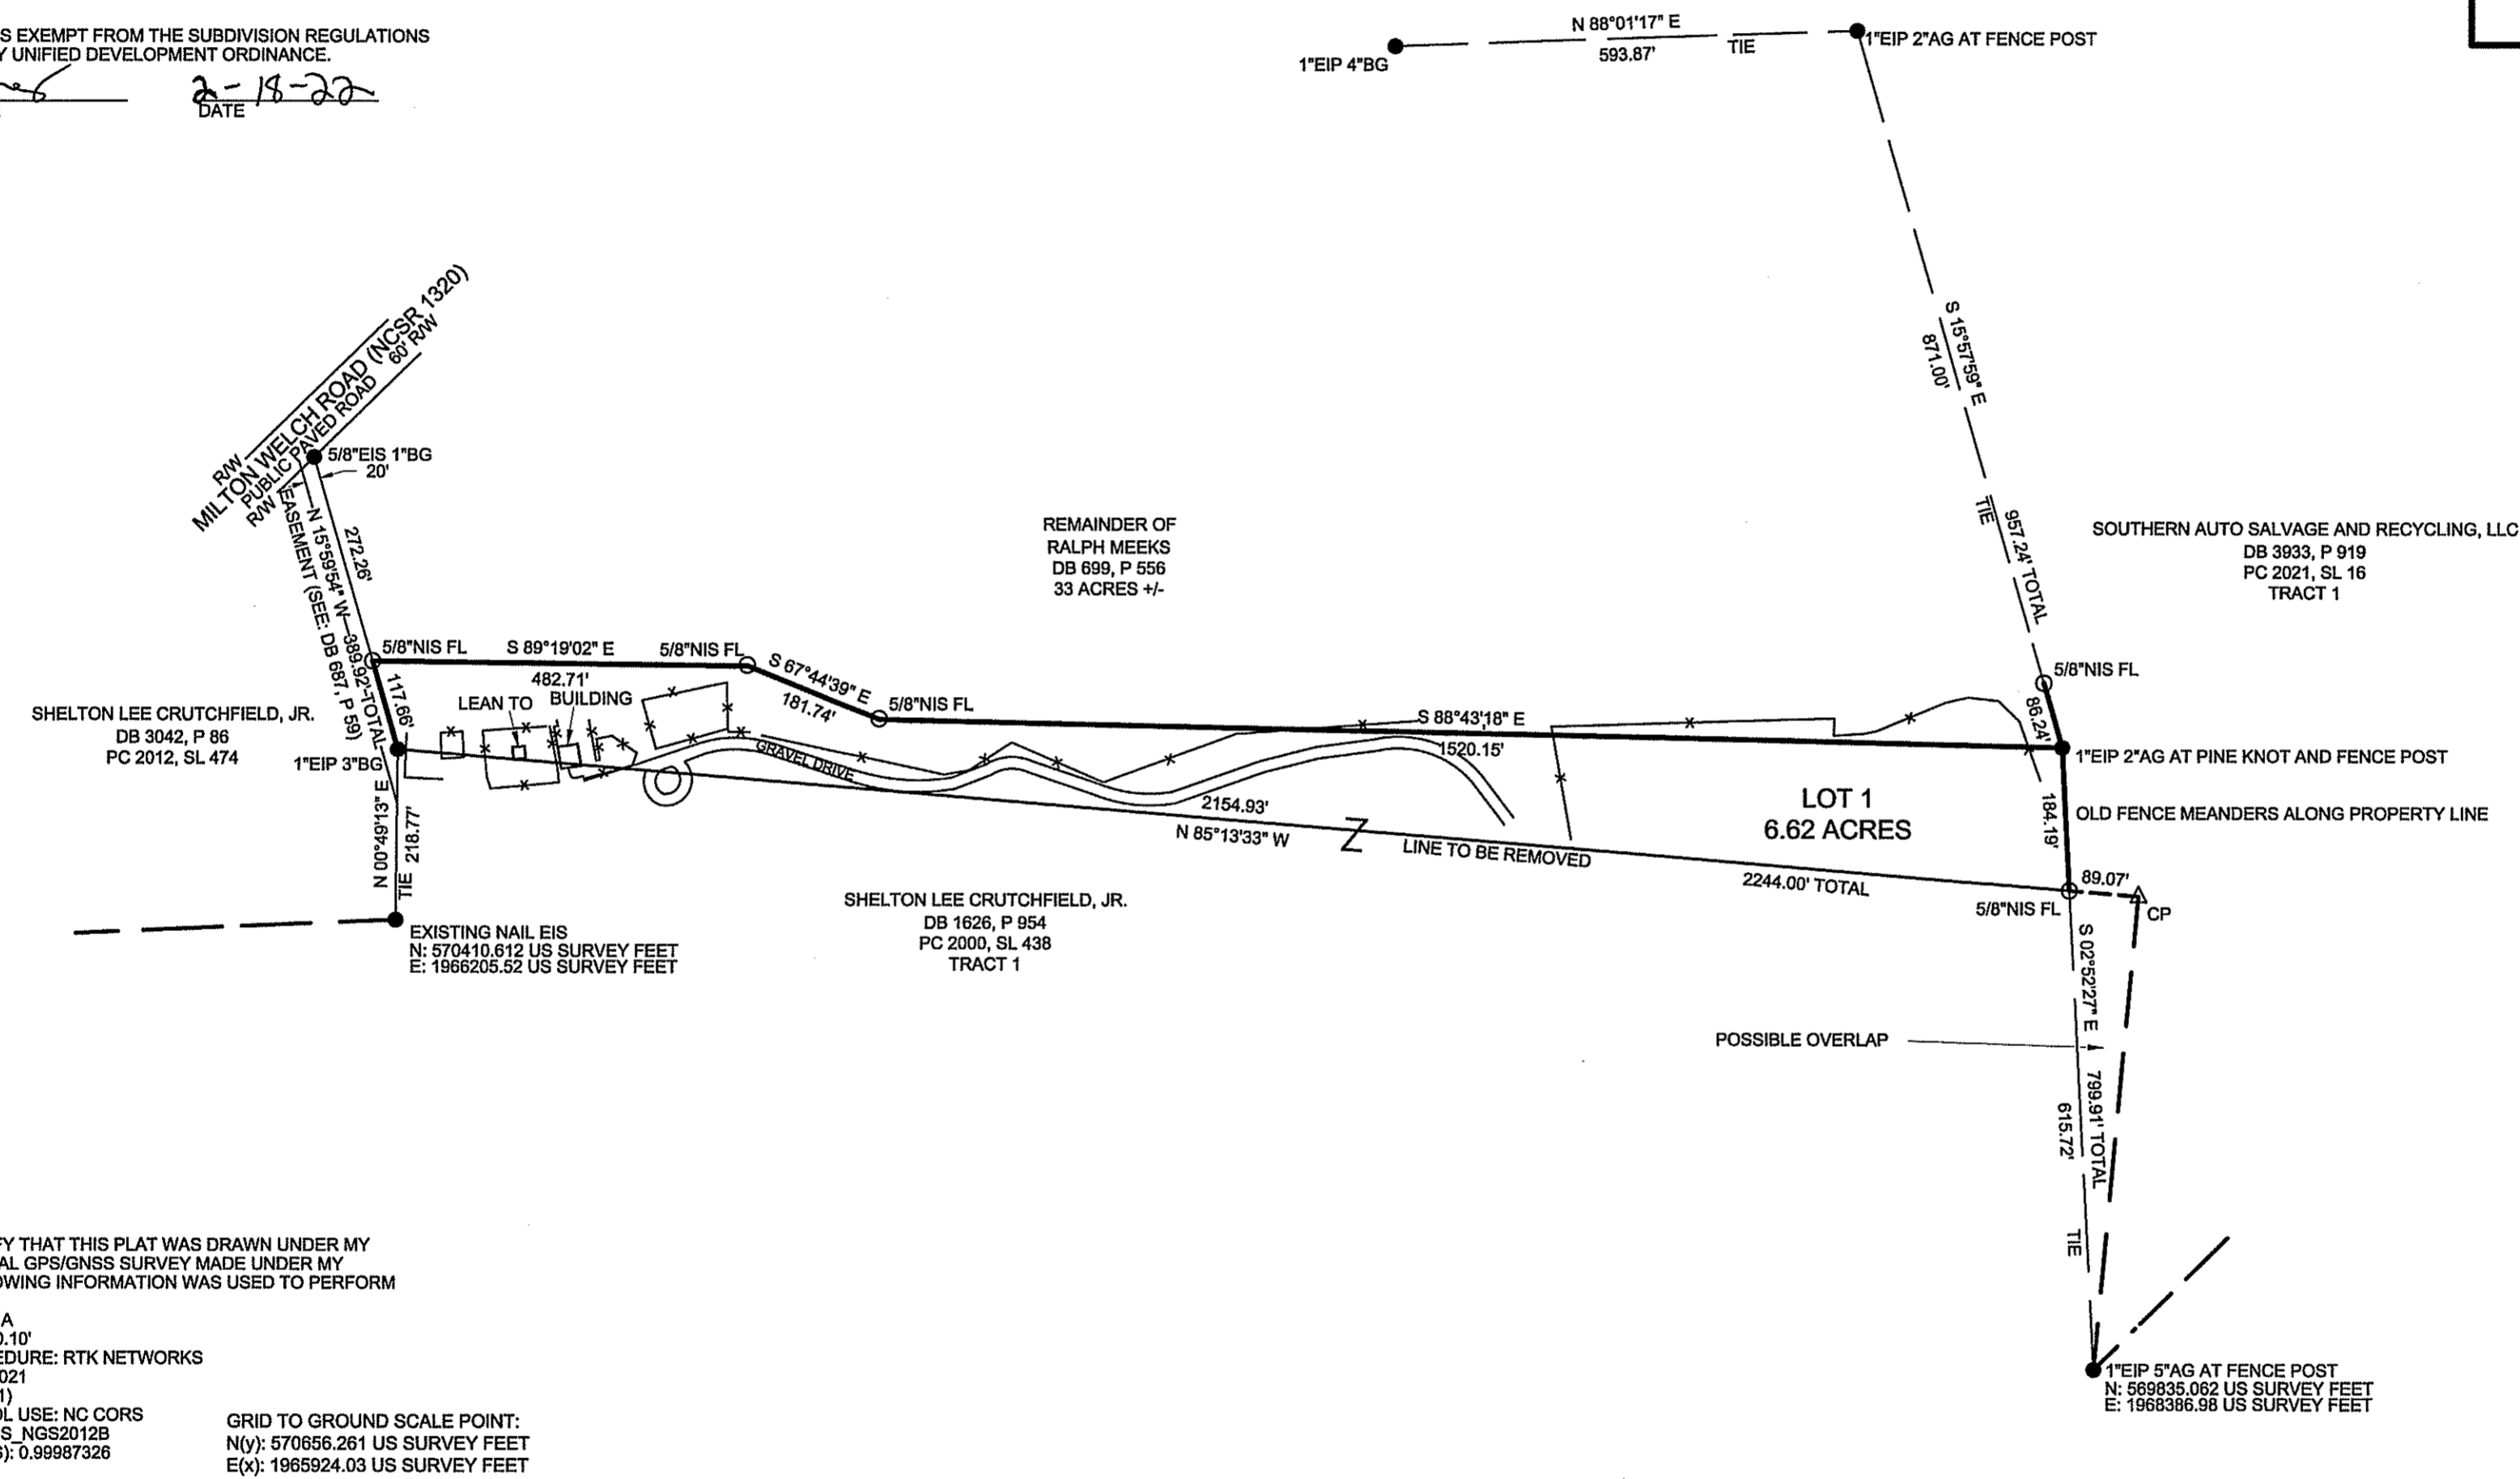 S EXEMPT FROM THE SUBDIVISION REGULATIONS
Y UNIFIED DEVELOPMENT ORDINANCE.
2-18-22
DATE
N 88°01'17" E
593.87'
TIE
1"EIP 4"BG
1"EIP 2"AG AT FENCE POST
S 15°57'59" E
871.00'
957.24' TOTAL
TIE
R/W
MILTON WELCH ROAD (NCSR 1320)
PUBLIC PAVED ROAD 60' R/W
R/W
5/8"EIS 1"BG
20'
272.26'
N 15°59'54" W 389.92' TOTAL
EASEMENT (SEE: DB 687, P 59)
117.66'
REMAINDER OF
RALPH MEEKS
DB 699, P 556
33 ACRES +/-
SOUTHERN AUTO SALVAGE AND RECYCLING, LLC
DB 3933, P 919
PC 2021, SL 16
TRACT 1
5/8"NIS FL
S 89°19'02" E
482.71'
5/8"NIS FL
S 67°44'39" E
181.74'
5/8"NIS FL
S 88°43'18" E
1520.15'
5/8"NIS FL
86.24'
LEAN TO
BUILDING
GRAVEL DRIVE
SHELTON LEE CRUTCHFIELD, JR.
DB 3042, P 86
PC 2012, SL 474
1"EIP 3"BG
1"EIP 2"AG AT PINE KNOT AND FENCE POST
LOT 1
6.62 ACRES
184.19'
OLD FENCE MEANDERS ALONG PROPERTY LINE
2154.93'
N 85°13'33" W
Z
LINE TO BE REMOVED
2244.00' TOTAL
89.07'
5/8"NIS FL
CP
N 00°49'13" E
TIE 218.77'
EXISTING NAIL EIS
N: 570410.612 US SURVEY FEET
E: 1966205.52 US SURVEY FEET
SHELTON LEE CRUTCHFIELD, JR.
DB 1626, P 954
PC 2000, SL 438
TRACT 1
S 02°52'27" E
799.91' TOTAL
615.72'
TIE
POSSIBLE OVERLAP
1"EIP 5"AG AT FENCE POST
N: 569835.062 US SURVEY FEET
E: 1968386.98 US SURVEY FEET
FY THAT THIS PLAT WAS DRAWN UNDER MY
AL GPS/GNSS SURVEY MADE UNDER MY
OWING INFORMATION WAS USED TO PERFORM
A
0.10'
EDURE: RTK NETWORKS
021
1)
OL USE: NC CORS
S_NGS2012B
S): 0.99987326
GRID TO GROUND SCALE POINT:
N(y): 570656.261 US SURVEY FEET
E(x): 1965924.03 US SURVEY FEET